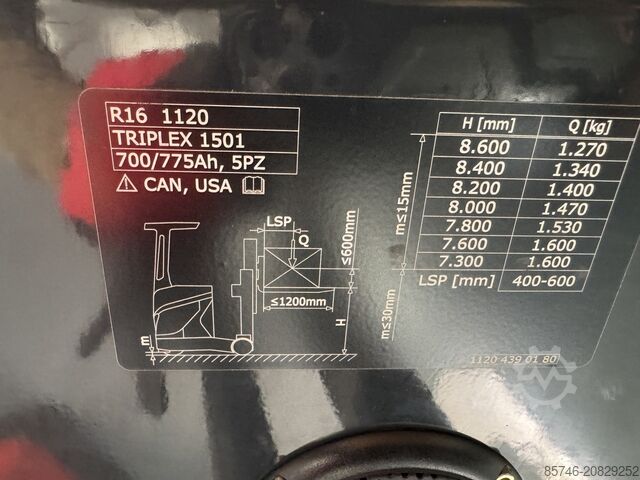 R16 1120
TRIPLEX 1501
700/775Ah, 5PZ
⚠ CAN, USA
LSP
Q
≤600mm
≤1200mm
H
m
m≤15mm
m≤30mm
H [mm] Q [kg]
8.600 1.270
8.400 1.340
8.200 1.400
8.000 1.470
7.800 1.530
7.600 1.600
7.300 1.600
LSP [mm] 400-600
1120 439 01 80
85746-20829252